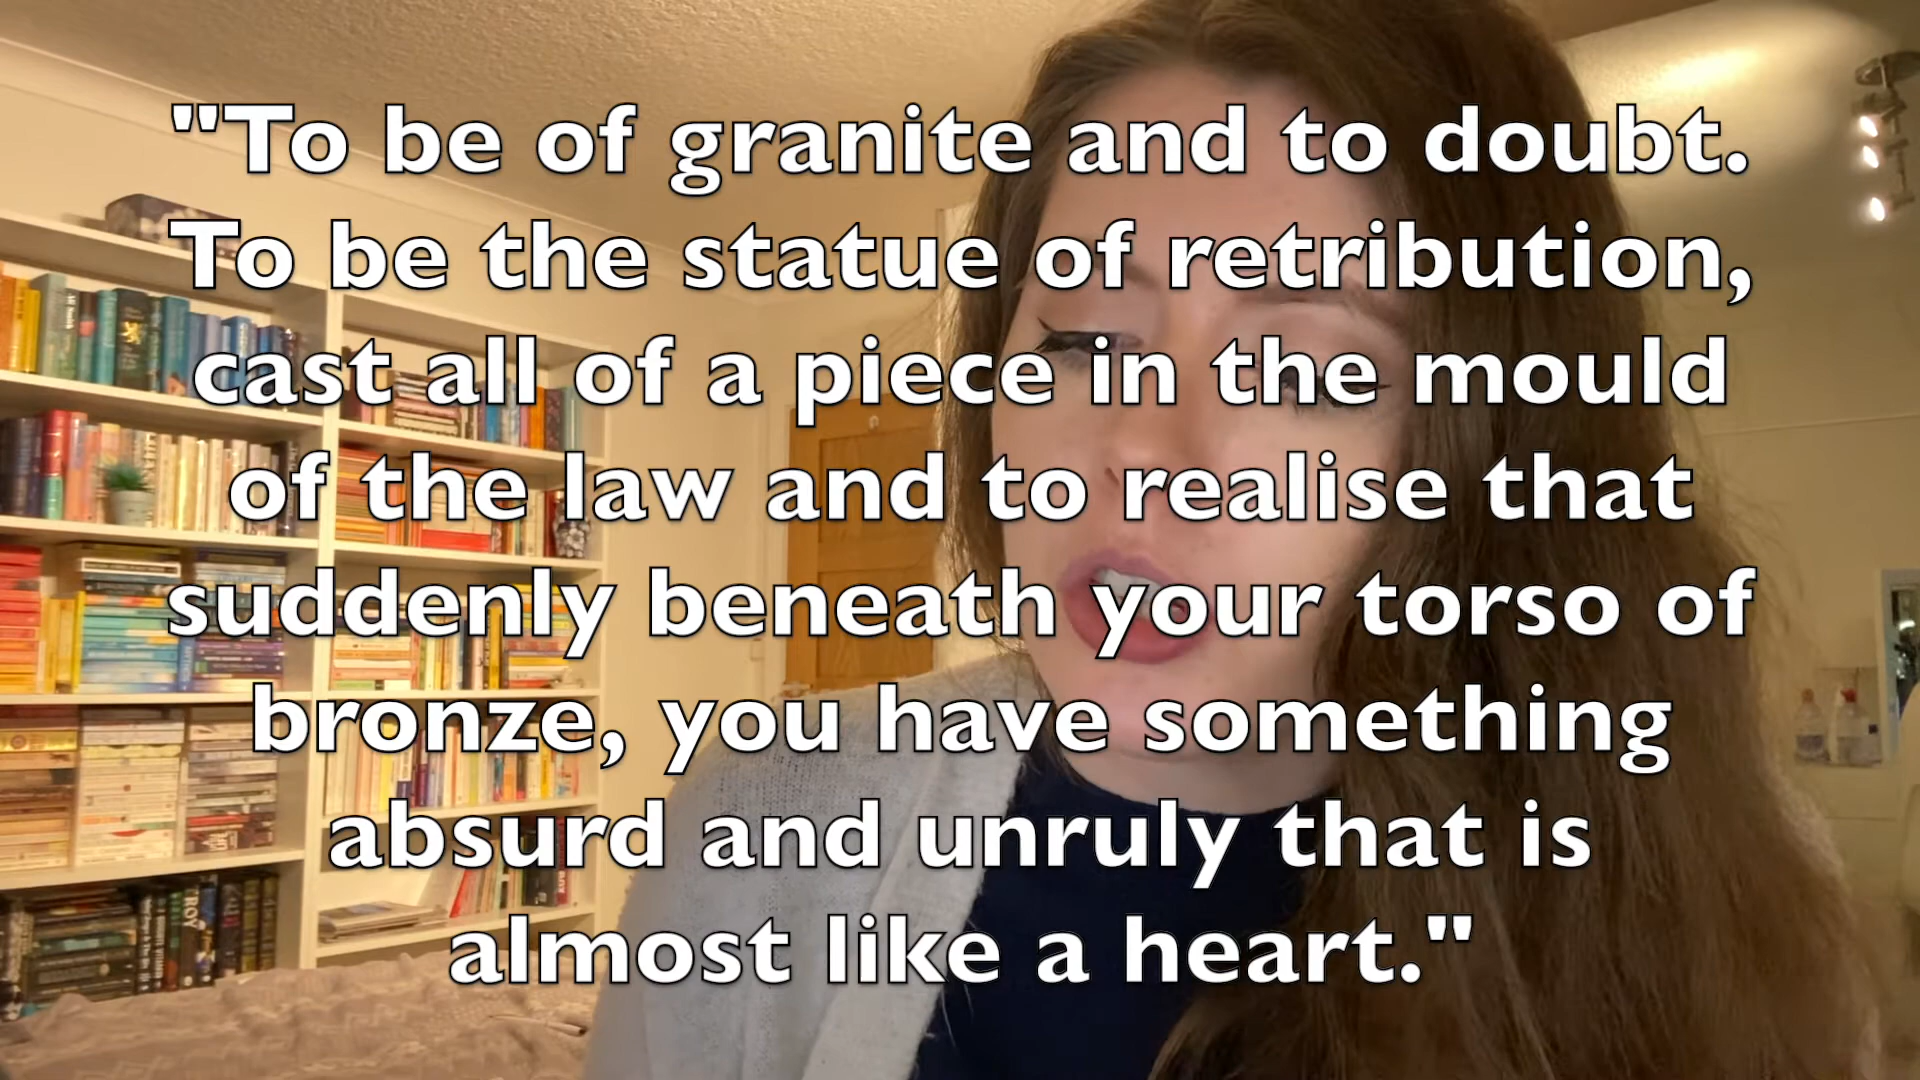 "To be of granite and to doubt.
To be the statue of retribution,
cast all of a piece in the mould
of the law and to realise that
suddenly beneath your torso of
bronze, you have something
absurd and unruly that is
almost like a heart."
ROY